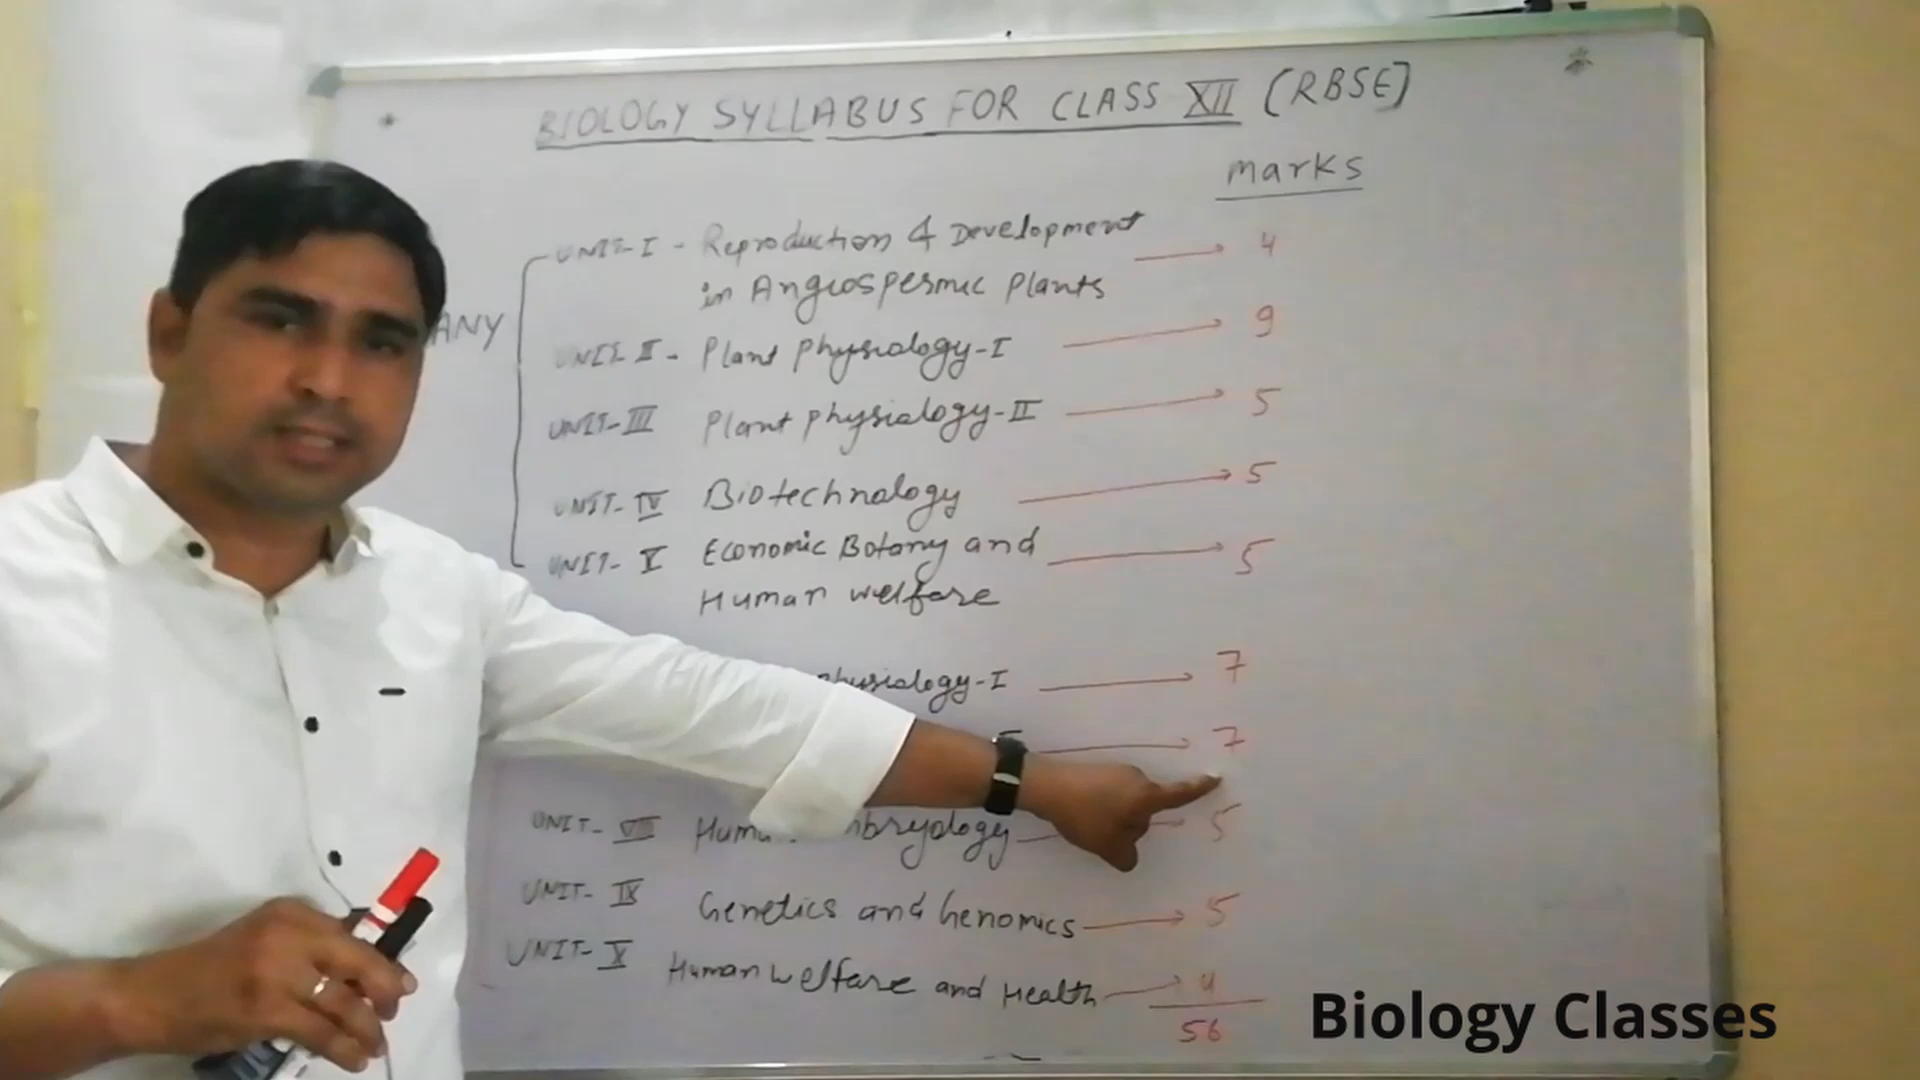 BIOLOGY SYLLABUS FOR CLASS XII (RBSE]
marks
UNIT-I - Reproduction & Development 4
in Angiospermic Plants
ANY
UNIT II - Plant Physiology-I 9
UNIT-III Plant physiology-II 5
UNIT-IV Biotechnology 5
UNIT-V Economic Botany and 5
Human welfare
physiology-I 7
7
UNIT-VIII 5
UNIT-IX Genetics and Genomics 5
UNIT-X Human welfare and Health 4
56
Biology Classes